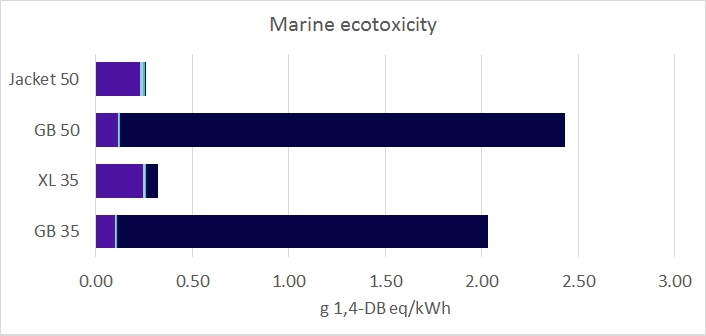 Marine ecotoxicity
Jacket 50
GB 50
XL 35
GB 35
0.00 0.50 1.00 1.50 2.00 2.50 3.00
g 1,4-DB eq/kWh